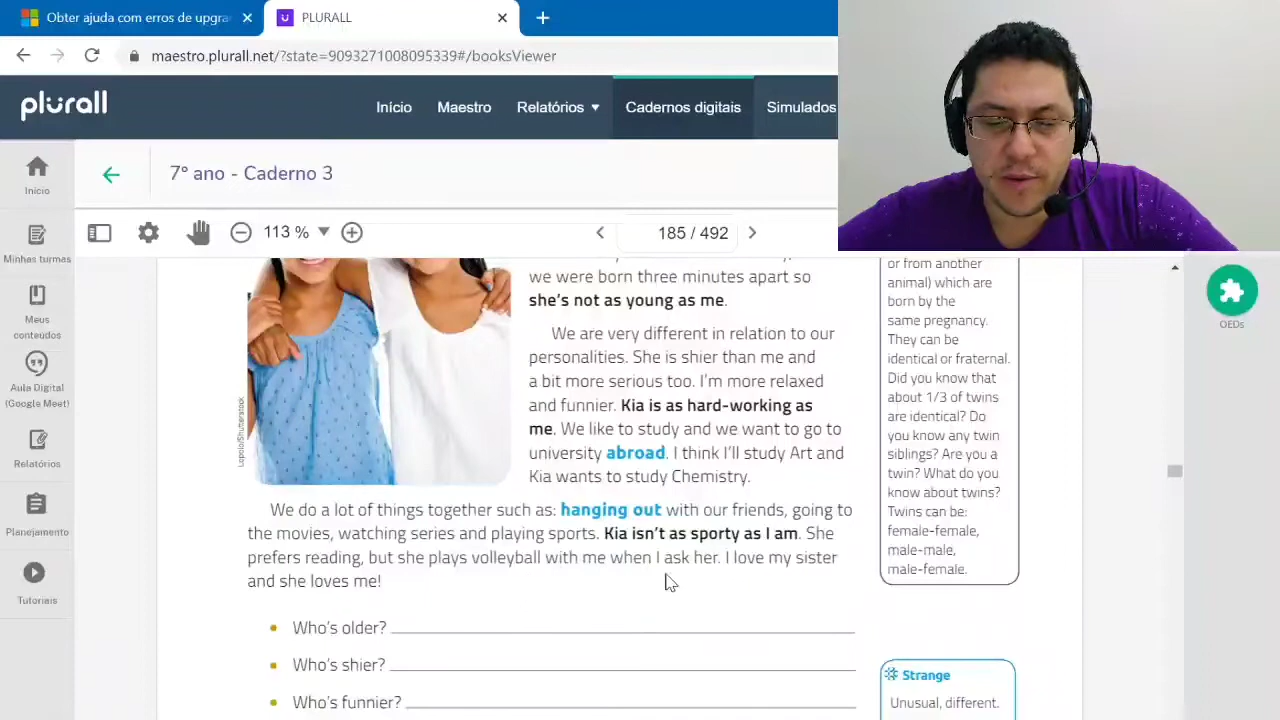 Obter ajuda com erros de upgra
PLURALL
maestro.plurall.net/?state=9093271008095339#/booksViewer
plurall
Início
Maestro
Relatórios
Cadernos digitais
Simulados
Início
Minhas turmas
Meus
conteúdos
Aula Digital
(Google Meet)
Relatórios
Planejamento
Tutoriais
7º ano - Caderno 3
113 %
185 / 492
OEDs
Lopolo/Shutterstock
we were born three minutes apart so
she's not as young as me.
We are very different in relation to our
personalities. She is shier than me and
a bit more serious too. I'm more relaxed
and funnier. Kia is as hard-working as
me. We like to study and we want to go to
university abroad. I think I'll study Art and
Kia wants to study Chemistry.
We do a lot of things together such as: hanging out with our friends, going to
the movies, watching series and playing sports. Kia isn't as sporty as I am. She
prefers reading, but she plays volleyball with me when I ask her. I love my sister
and she loves me!
Who's older?
Who's shier?
Who's funnier?
or from another
animal) which are
born by the
same pregnancy.
They can be
identical or fraternal.
Did you know that
about 1/3 of twins
are identical? Do
you know any twin
siblings? Are you a
twin? What do you
know about twins?
Twins can be:
female-female,
male-male,
male-female.
Strange
Unusual, different.